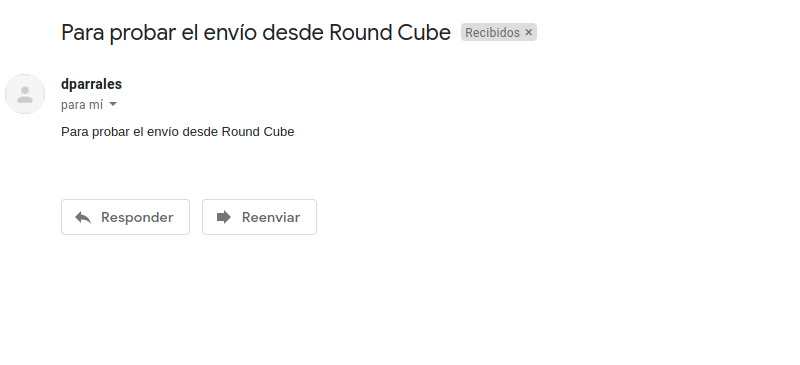 Para probar el envío desde Round Cube Recibidos ×
dparrales
para mí
Para probar el envío desde Round Cube
Responder Reenviar